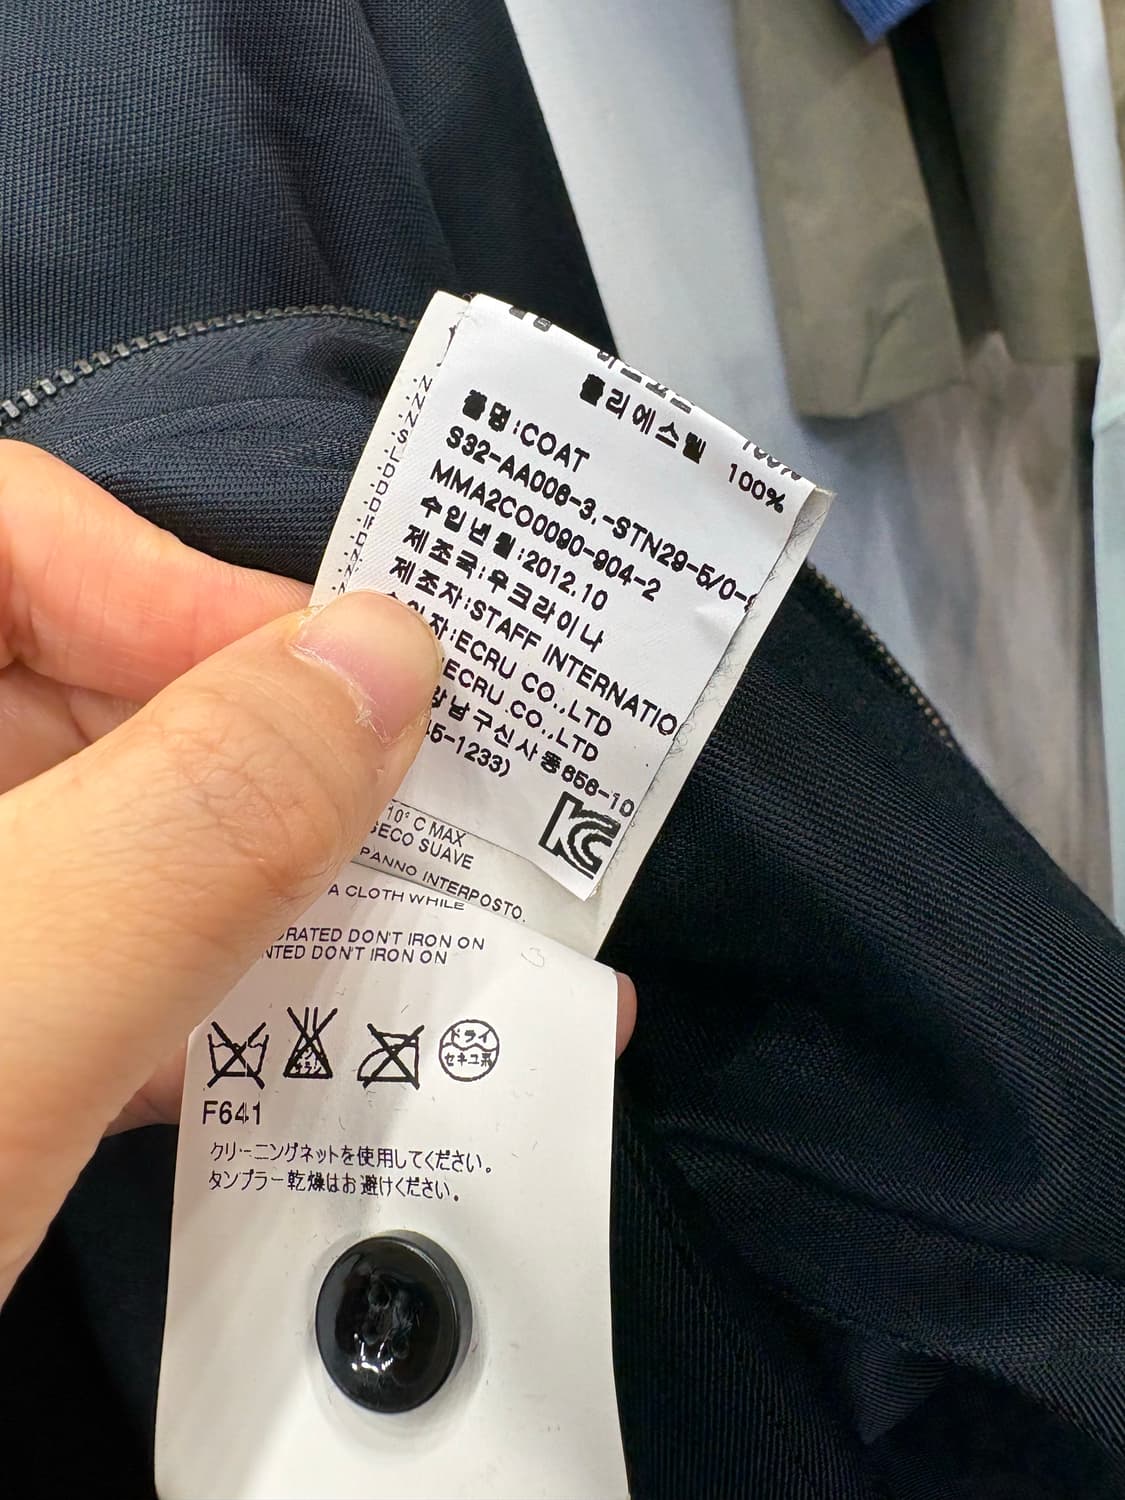 폴리에스텔 100%
품명:COAT
S32-AA006-3.-STN29-5/0-
MMA2CO0090-904-2
수입년월:2012.10
제조국:우크라이나
제조자:STAFF INTERNATIO
자:ECRU CO.,LTD
ECRU.CO.,LTD
강남구신사동656-10
45-1233)
10° C MAX
SECO SUAVE
PANNO INTERPOSTO.
A CLOTH WHILE
DON'T IRON ON
DON'T IRON ON
ドライ
セキユ系
F641
クリーニングネットを使用してください。
タンブラー乾燥はお避けください。